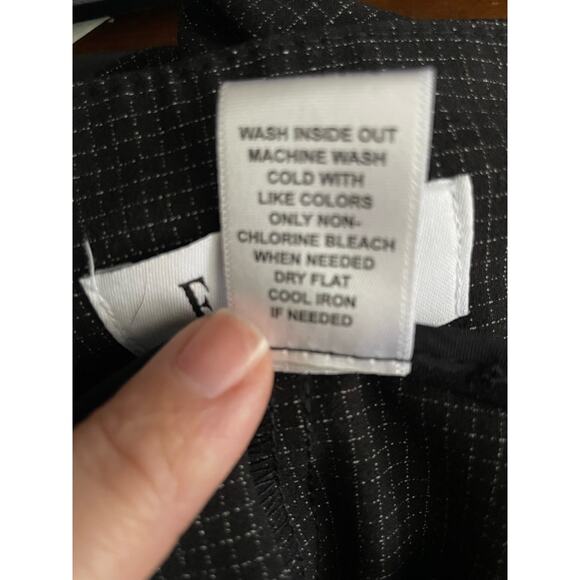 WASH INSIDE OUT
MACHINE WASH
COLD WITH
LIKE COLORS
ONLY NON-
CHLORINE BLEACH
WHEN NEEDED
DRY FLAT
COOL IRON
IF NEEDED